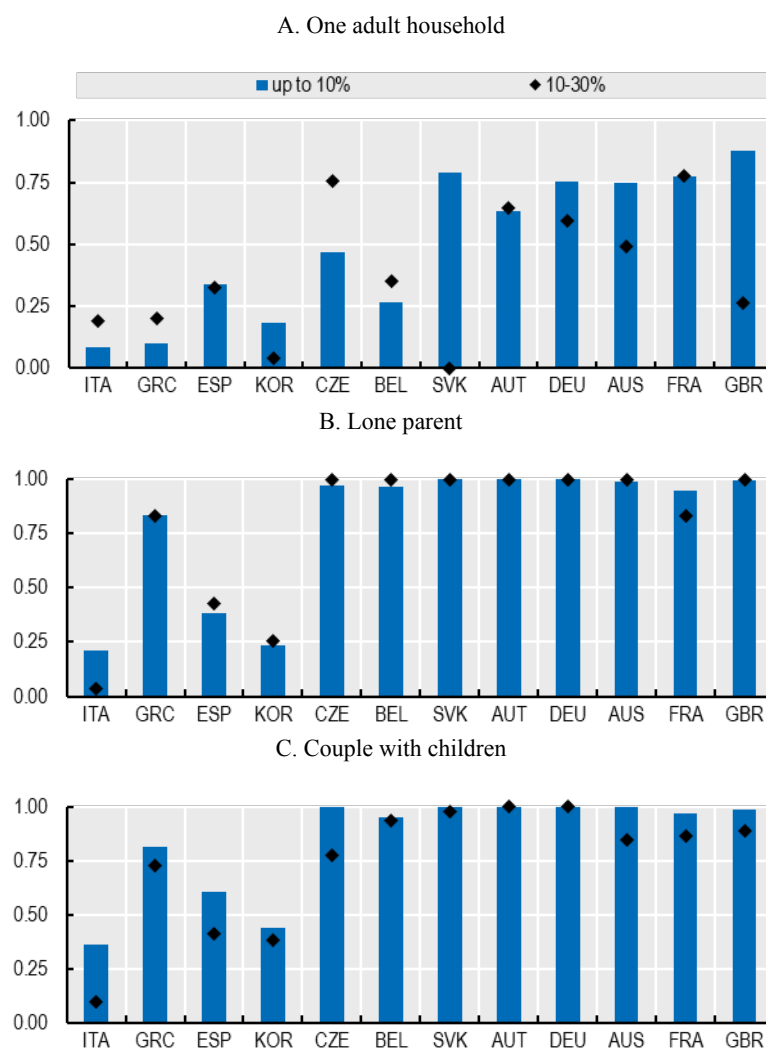 A. One adult household
up to 10% 10-30%
1.00
0.75
0.50
0.25
0.00
ITA GRC ESP KOR CZE BEL SVK AUT DEU AUS FRA GBR
B. Lone parent
1.00
0.75
0.50
0.25
0.00
ITA GRC ESP KOR CZE BEL SVK AUT DEU AUS FRA GBR
C. Couple with children
1.00
0.75
0.50
0.25
0.00
ITA GRC ESP KOR CZE BEL SVK AUT DEU AUS FRA GBR